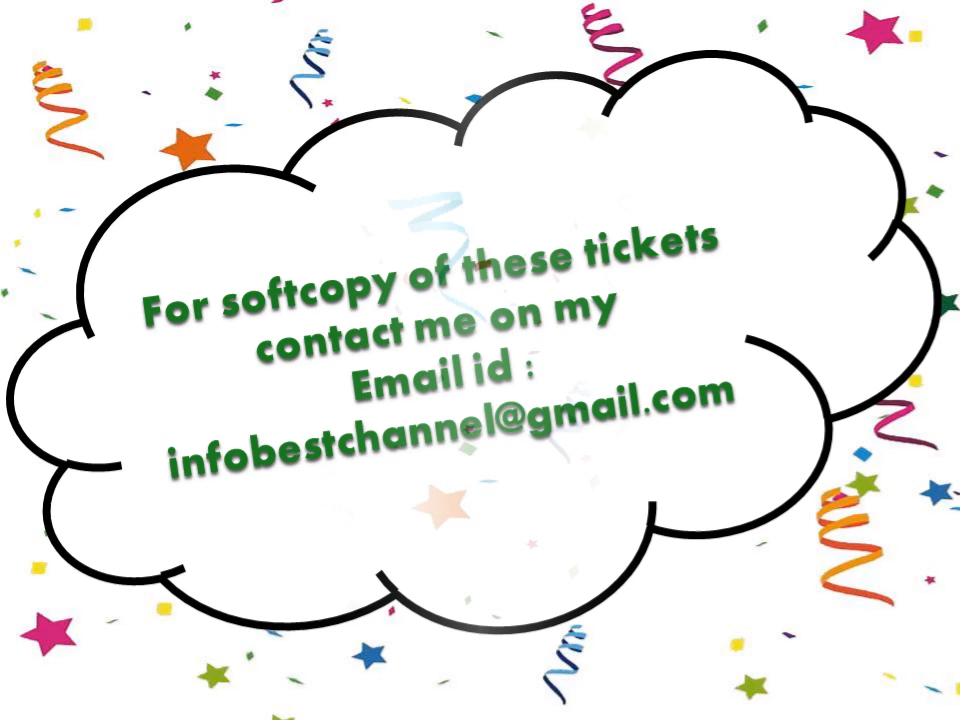 For softcopy of these tickets
contact me on my
Email id :
infobestchannel@gmail.com